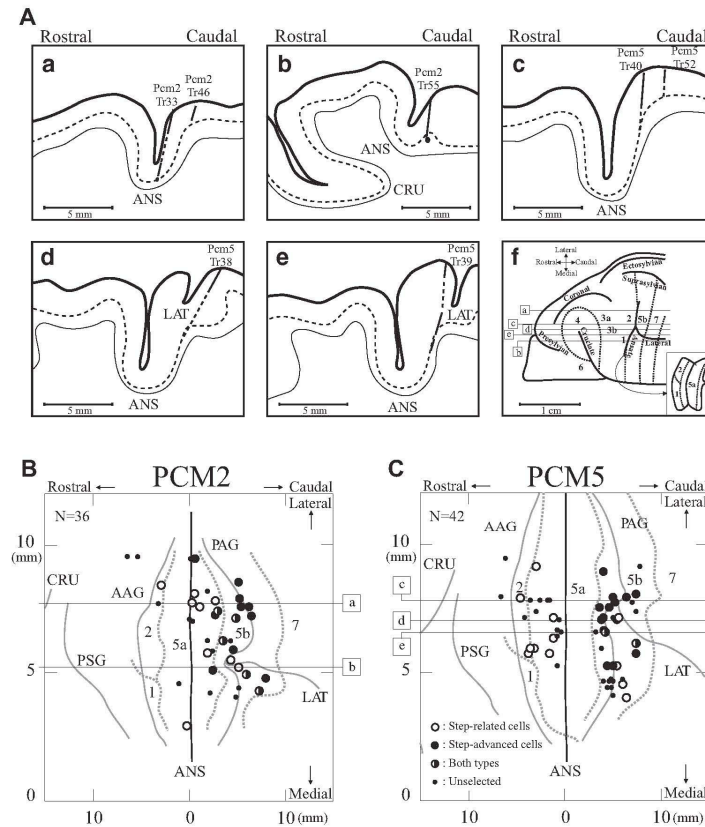 A
Rostral Caudal Rostral Caudal
a
Pcm2
Tr33
Pcm2
Tr46
ANS
5 mm
b
Pcm2
Tr55
ANS
CRU
5 mm
c
Pcm5
Tr40
Pcm5
Tr52
ANS
5 mm
d
Pcm5
Tr38
LAT
ANS
5 mm
e
Pcm5
Tr39
LAT
ANS
5 mm
f
Lateral
Rostral Caudal
Medial
Ectosylvian
Suprasylvian
Coronal
a
c
d
e
b
4 3a 2 5b 7
3b
1
Cruciate
Lateral
6
2
1 5a
1 cm
B PCM2
Rostral Caudal
Lateral
N=36
10
(mm)
CRU
AAG
PAG
a
2
5a
5b
7
PSG
b
5
1
LAT
ANS
Medial
0
10 0 10 (mm)
C PCM5
Rostral Caudal
Lateral
N=42
10
(mm)
AAG
PAG
CRU
2
5a
5b
7
c
d
e
PSG
5
1
LAT
: Step-related cells
: Step-advanced cells
: Both types
: Unselected
ANS
Medial
0
10 0 10 (mm)